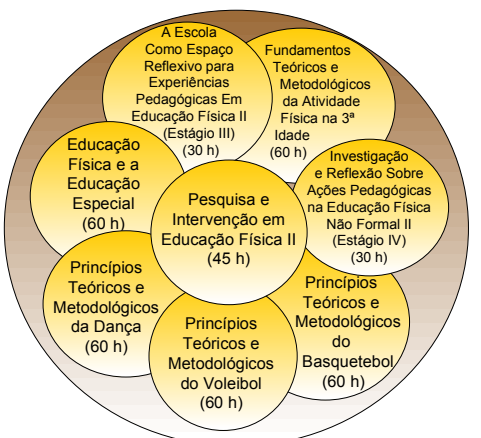 A Escola
Como Espaço
Reflexivo para
Experiências
Pedagógicas Em
Educação Física II
(Estágio III)
(30 h)
Fundamentos
Teóricos e
Metodológicos
da Atividade
Física na 3ª
Idade
(60 h)
Educação
Física e a
Educação
Especial
(60 h)
Pesquisa e
Intervenção em
Educação Física II
(45 h)
Investigação
e Reflexão Sobre
Ações Pedagógicas
na Educação Física
Não Formal II
(Estágio IV)
(30 h)
Princípios
Teóricos e
Metodológicos
da Dança
(60 h)
Princípios
Teóricos e
Metodológicos
do Voleibol
(60 h)
Princípios
Teóricos e
Metodológicos
do
Basquetebol
(60 h)